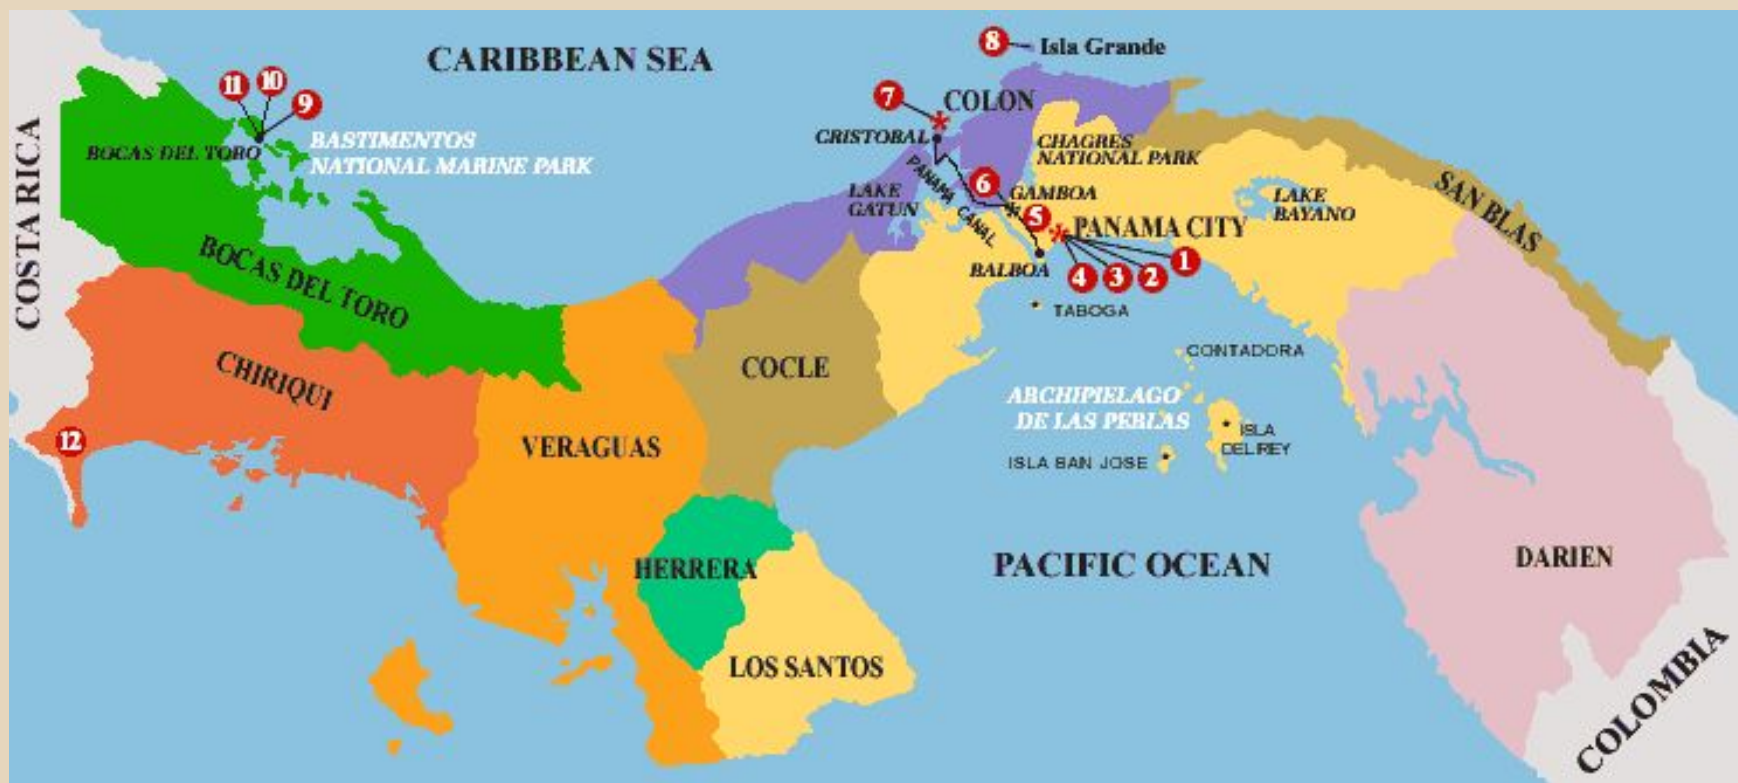 CARIBBEAN SEA
8
Isla Grande
11
10
9
7
COLON
COSTA RICA
BOCAS DEL TORO
BASTIMENTOS
NATIONAL MARINE PARK
CRISTOBAL
CHAGRES
NATIONAL PARK
PANAMA CANAL
LAKE
GATUN
6
GAMBOA
5
PANAMA CITY
LAKE
BAYANO
SAN BLAS
BALBOA
4
3
2
1
BOCAS DEL TORO
TABOGA
CHIRIQUI
COCLE
CONTADORA
ARCHIPIELAGO
DE LAS PERLAS
12
VERAGUAS
ISLA
DEL REY
ISLA SAN JOSE
HERRERA
PACIFIC OCEAN
DARIEN
LOS SANTOS
COLOMBIA